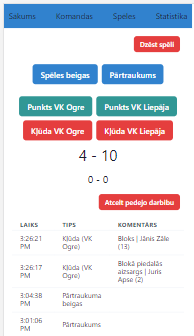 Sākums Komandas Spēles Statistika
Dzēst spēli
Spēles beigas Pārtraukums
Punkts VK Ogre Punkts VK Liepāja
Kļūda VK Ogre Kļūda VK Liepāja
4 - 10
0 - 0
Atcelt pedejo darbību
LAIKS TIPS KOMENTĀRS
3:26:21 PM Kļūda (VK Ogre) Bloks | Jānis Zāle (13)
3:26:17 PM Kļūda (VK Ogre) Bloķā piedalās aizsargs | Juris Apse (2)
3:04:38 PM Pārtraukuma beigas
3:01:06 PM Pārtraukums